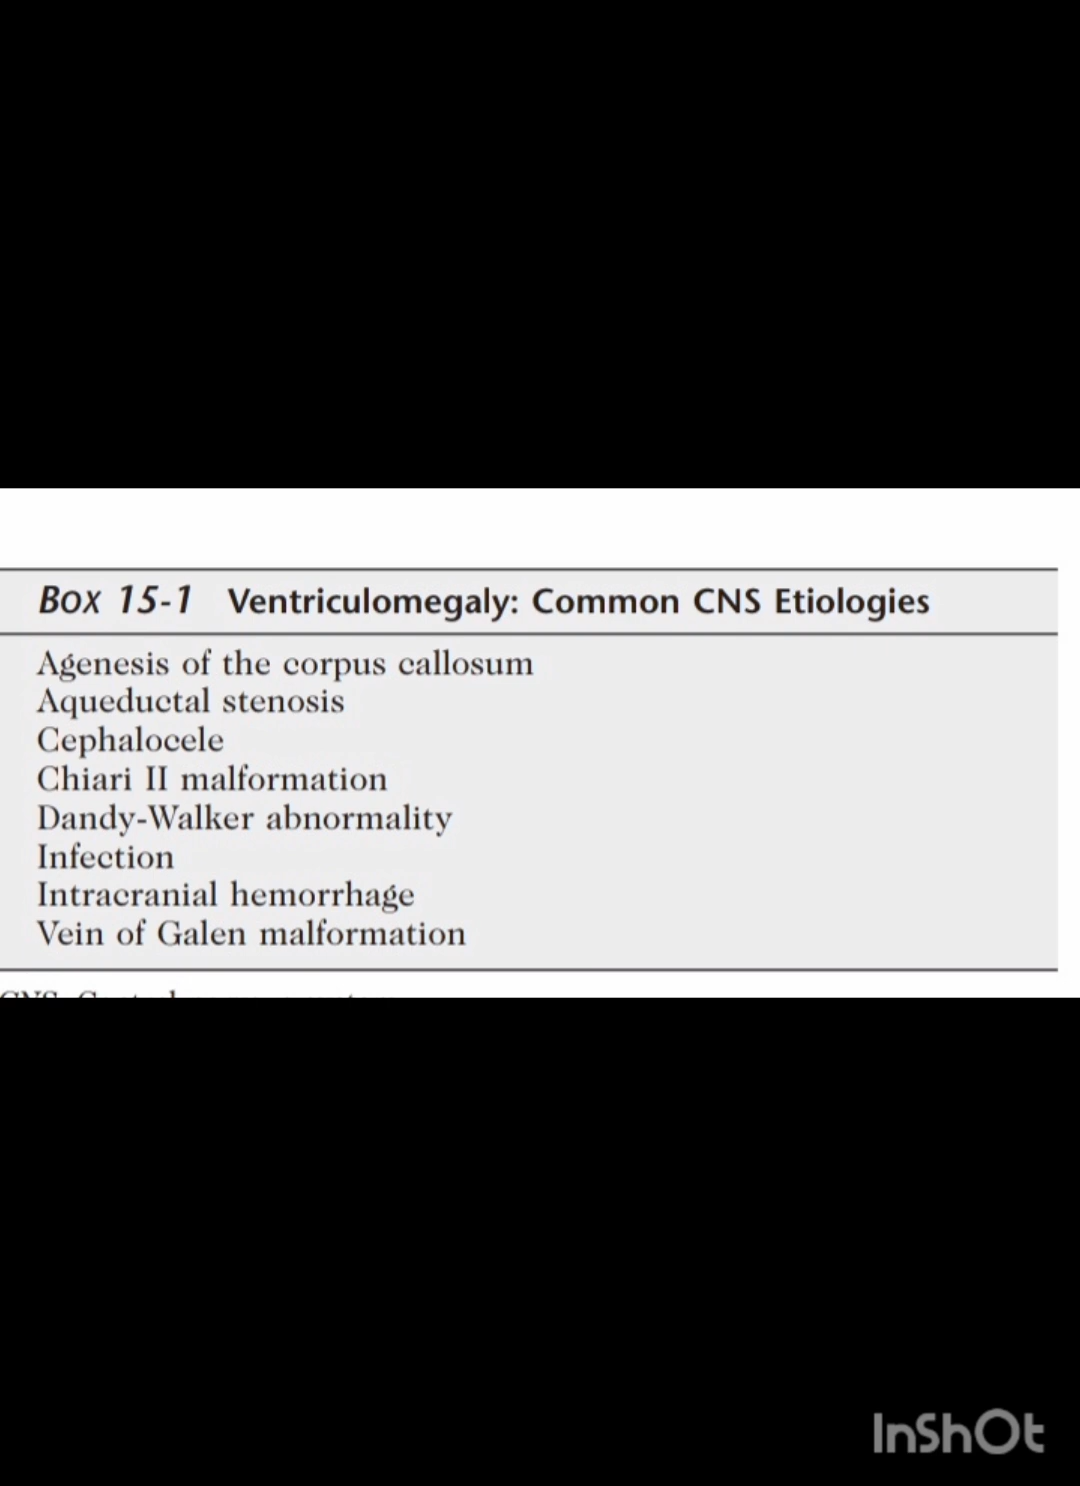 Box 15-1 Ventriculomegaly: Common CNS Etiologies
Agenesis of the corpus callosum
Aqueductal stenosis
Cephalocele
Chiari II malformation
Dandy-Walker abnormality
Infection
Intracranial hemorrhage
Vein of Galen malformation
InShOt